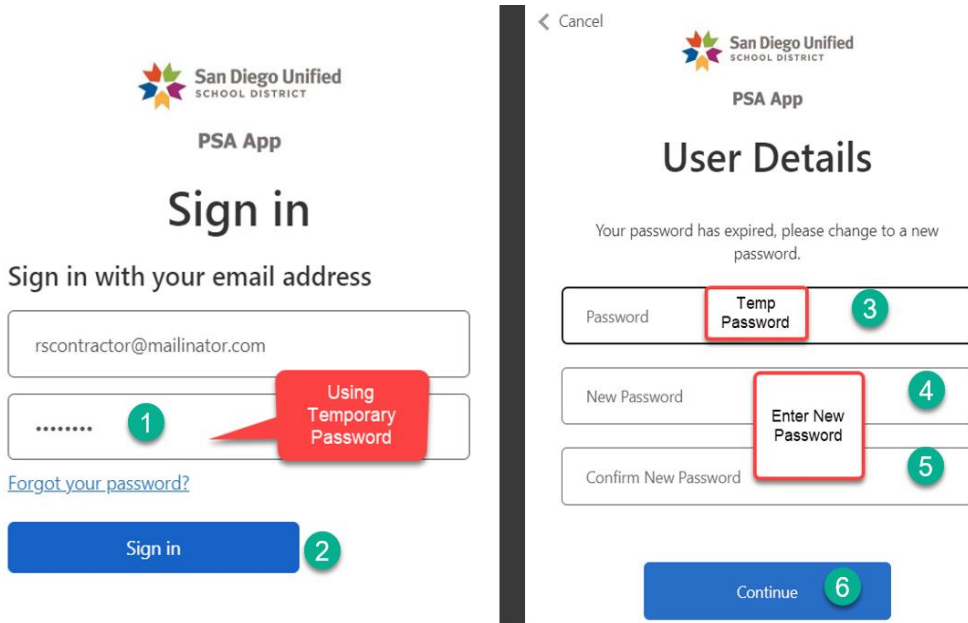 San Diego Unified
SCHOOL DISTRICT
PSA App
Sign in
Sign in with your email address
rscontractor@mailinator.com
••••••••
1
Using
Temporary
Password
Forgot your password?
Sign in
2
Cancel
San Diego Unified
SCHOOL DISTRICT
PSA App
User Details
Your password has expired, please change to a new
password.
Password
Temp
Password
3
New Password
4
Enter New
Password
Confirm New Password
5
Continue
6